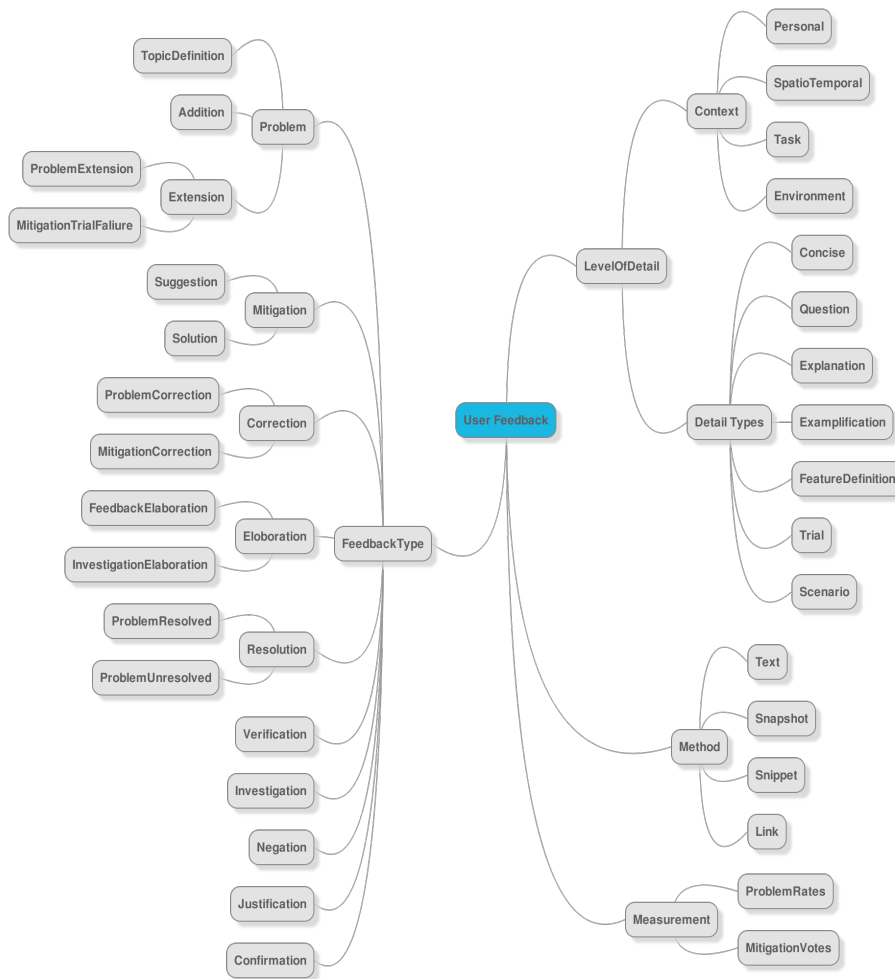 User Feedback
FeedbackType
Problem
TopicDefinition
Addition
Extension
ProblemExtension
MitigationTrialFaliure
Mitigation
Suggestion
Solution
Correction
ProblemCorrection
MitigationCorrection
Eloboration
FeedbackElaboration
InvestigationElaboration
Resolution
ProblemResolved
ProblemUnresolved
Verification
Investigation
Negation
Justification
Confirmation
LevelOfDetail
Context
Personal
SpatioTemporal
Task
Environment
Detail Types
Concise
Question
Explanation
Examplification
FeatureDefinition
Trial
Scenario
Method
Text
Snapshot
Snippet
Link
Measurement
ProblemRates
MitigationVotes